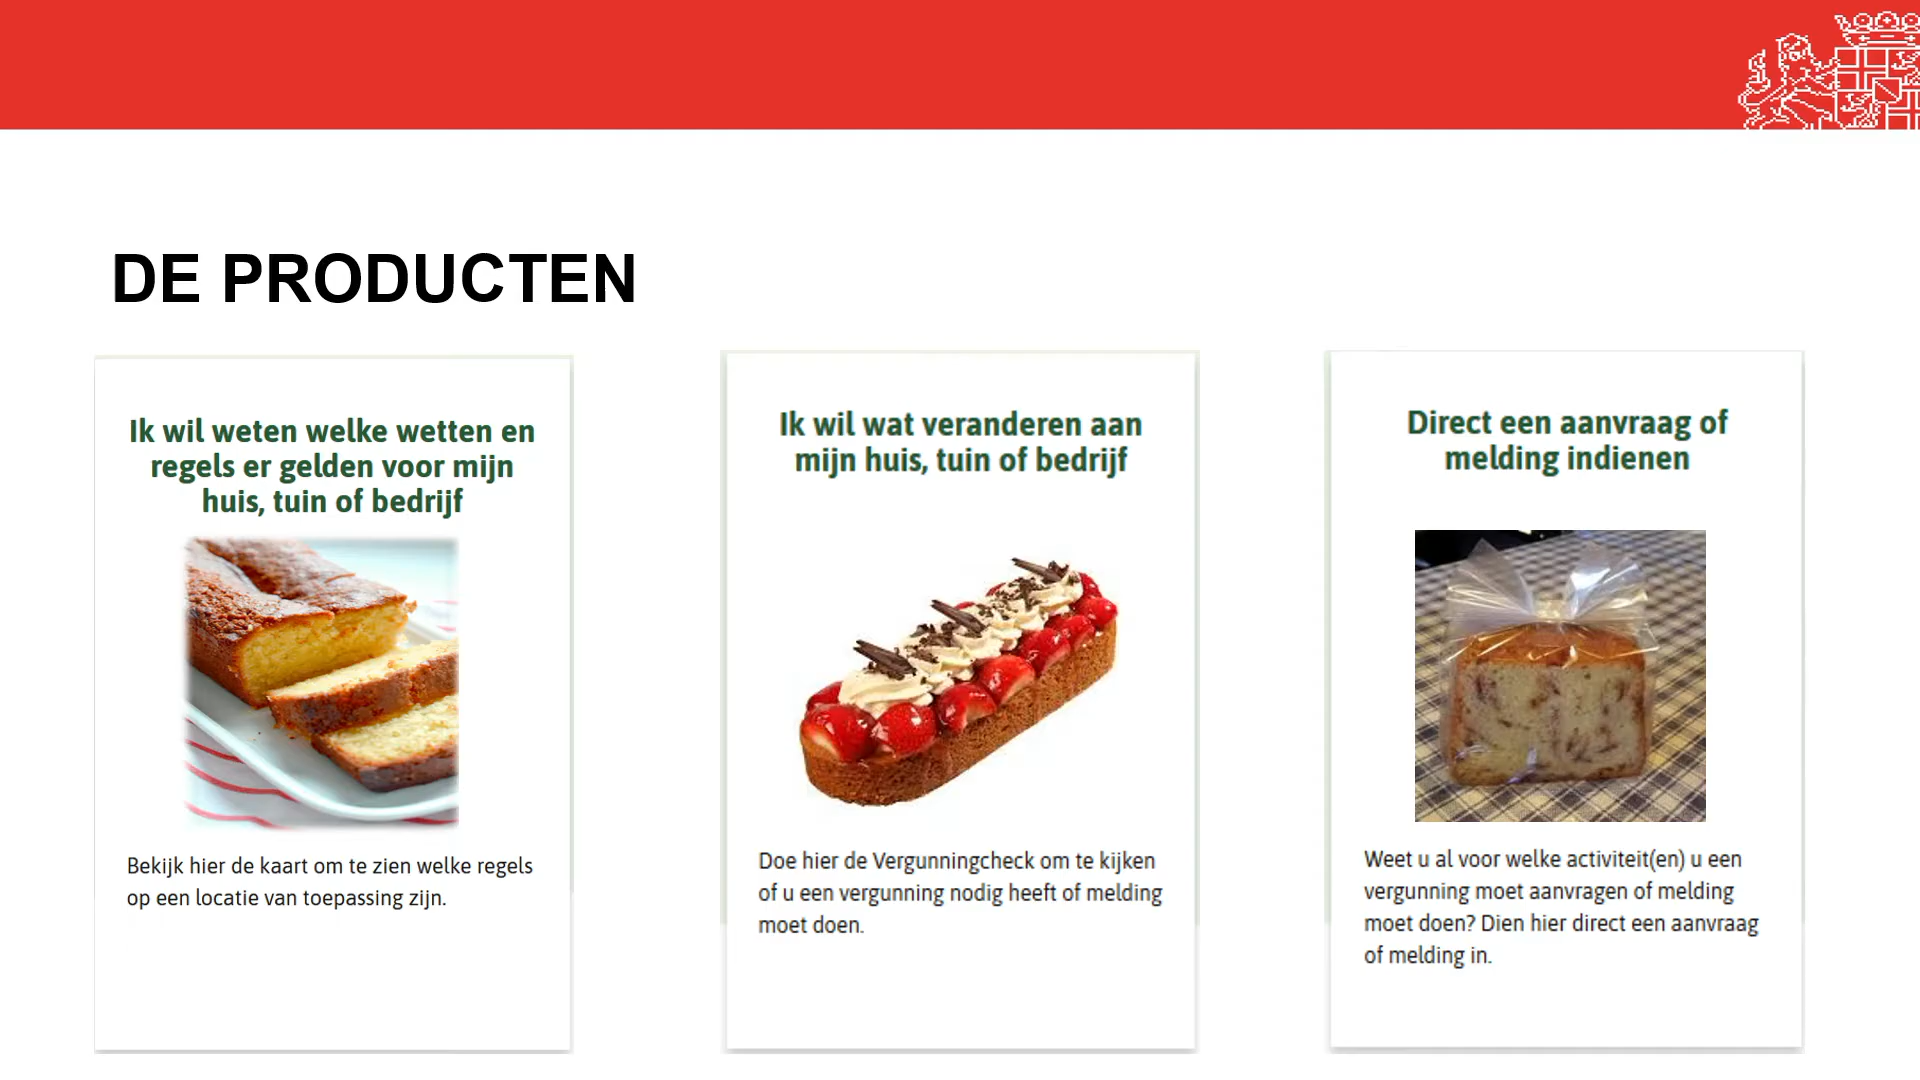 DE PRODUCTEN
Ik wil weten welke wetten en
regels er gelden voor mijn
huis, tuin of bedrijf
Bekijk hier de kaart om te zien welke regels
op een locatie van toepassing zijn.
Ik wil wat veranderen aan
mijn huis, tuin of bedrijf
Doe hier de Vergunningcheck om te kijken
of u een vergunning nodig heeft of melding
moet doen.
Direct een aanvraag of
melding indienen
Weet u al voor welke activiteit(en) u een
vergunning moet aanvragen of melding
moet doen? Dien hier direct een aanvraag
of melding in.